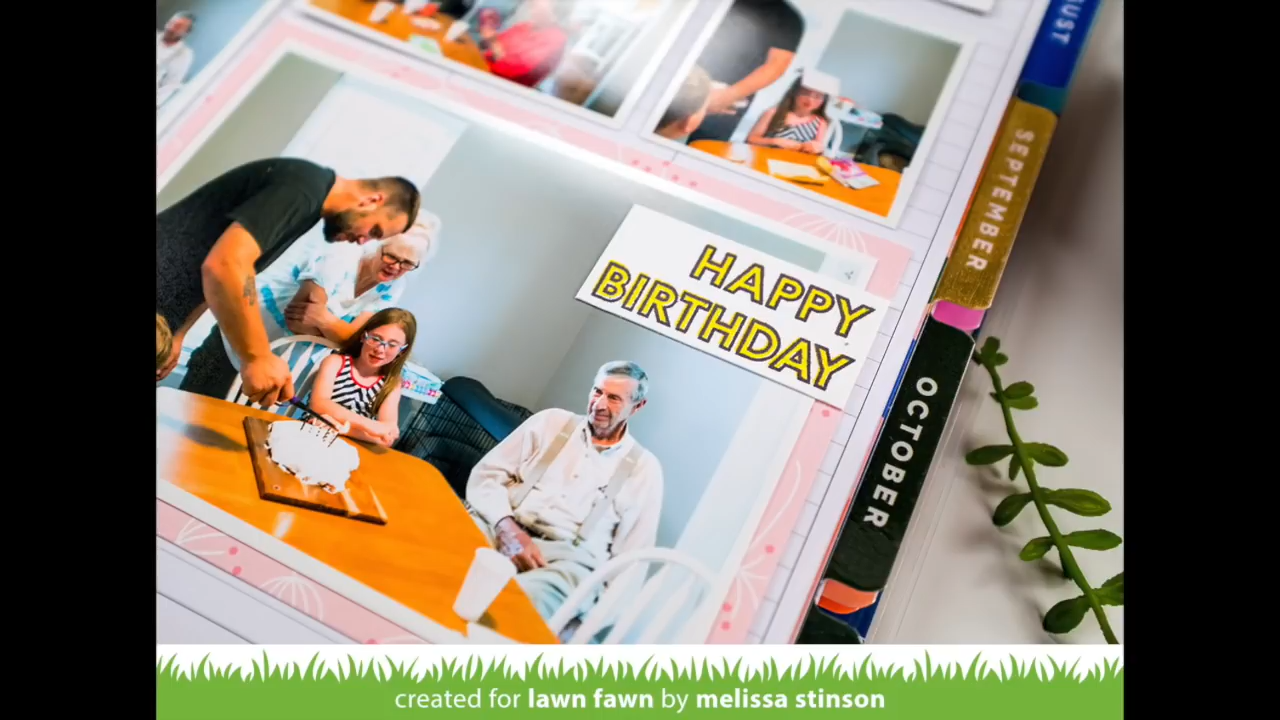 UST
SEPTEMBER
HAPPY
BIRTHDAY
OCTOBER
created for lawn fawn by melissa stinson